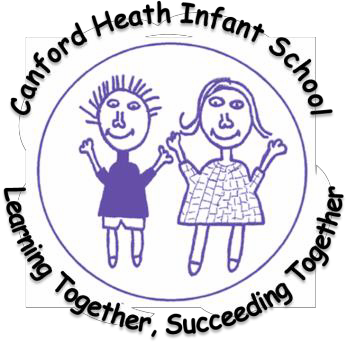 Canford Heath Infant School
Learning Together, Succeeding Together